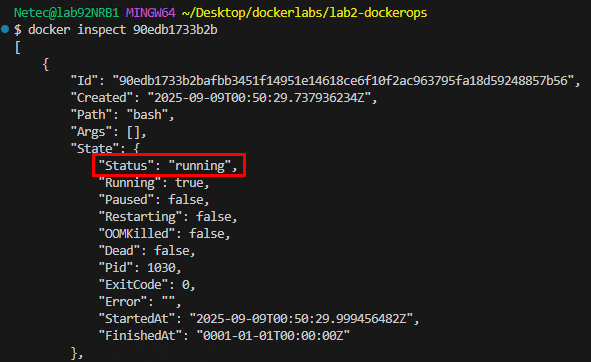 Netec@lab92NRB1 MINGW64 ~/Desktop/dockerlabs/lab2-dockerops
$ docker inspect 90edb1733b2b
[
    {
        "Id": "90edb1733b2bafbb3451f14951e14618ce6f10f2ac963795fa18d59248857b56",
        "Created": "2025-09-09T00:50:29.737936234Z",
        "Path": "bash",
        "Args": [],
        "State": {
            "Status": "running",
            "Running": true,
            "Paused": false,
            "Restarting": false,
            "OOMKilled": false,
            "Dead": false,
            "Pid": 1030,
            "ExitCode": 0,
            "Error": "",
            "StartedAt": "2025-09-09T00:50:29.999456482Z",
            "FinishedAt": "0001-01-01T00:00:00Z"
        },